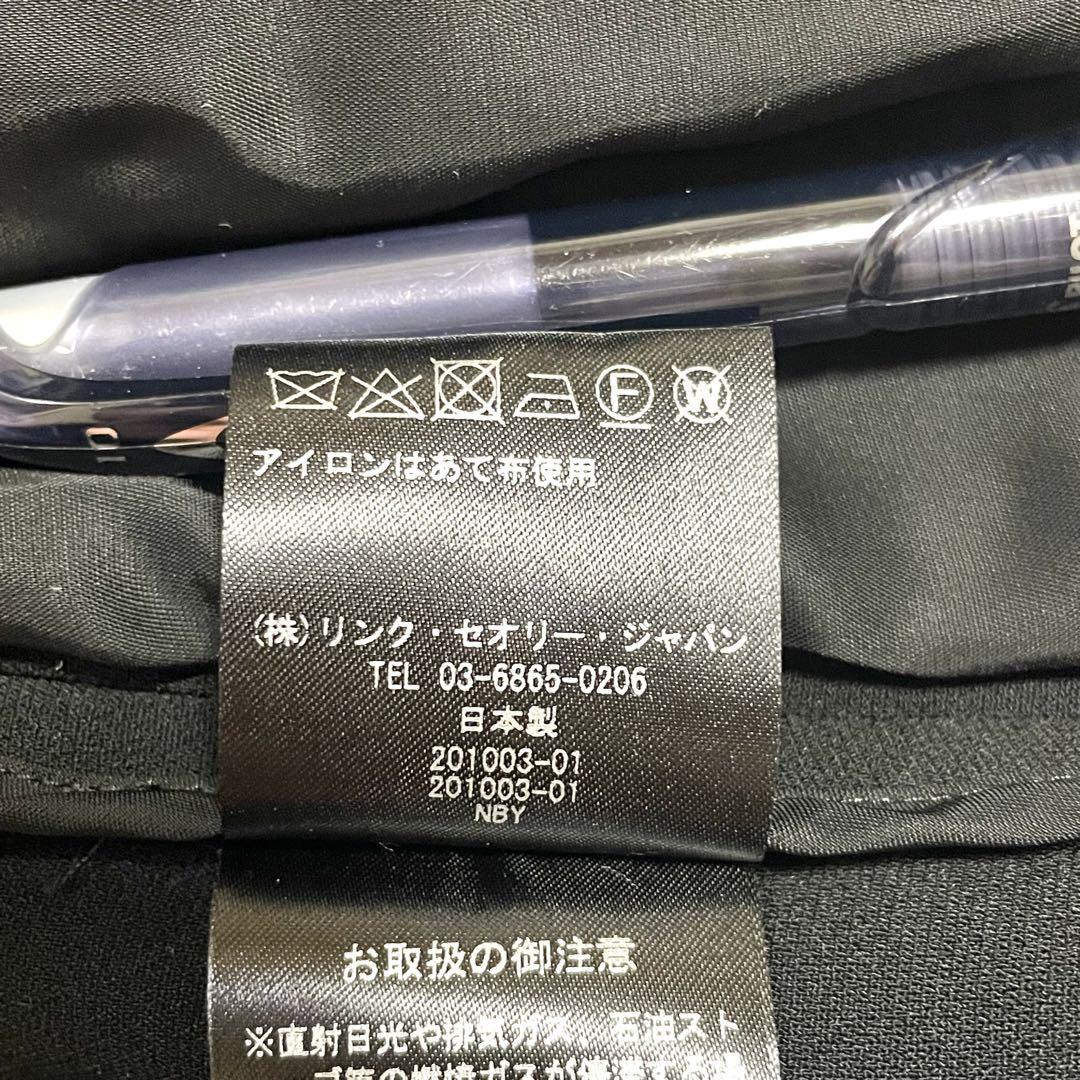 F W
アイロンはあて布使用
(株)リンク・セオリー・ジャパン
TEL 03-6865-0206
日本製
201003-01
201003-01
NBY
お取扱の御注意
※直射日光や排気ガス、石油スト